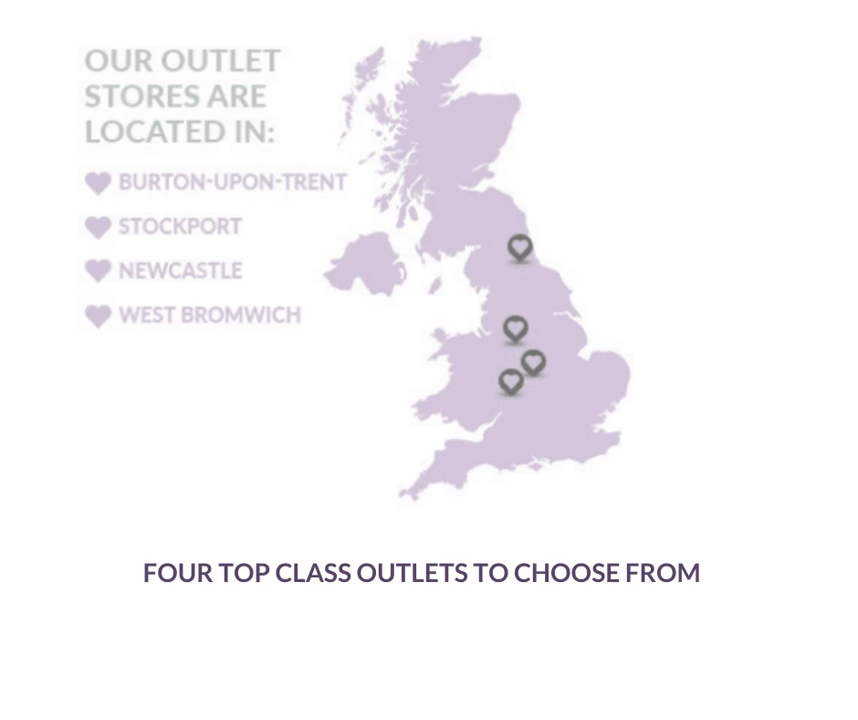 OUR OUTLET
STORES ARE
LOCATED IN:
BURTON-UPON-TRENT
STOCKPORT
NEWCASTLE
WEST BROMWICH
FOUR TOP CLASS OUTLETS TO CHOOSE FROM